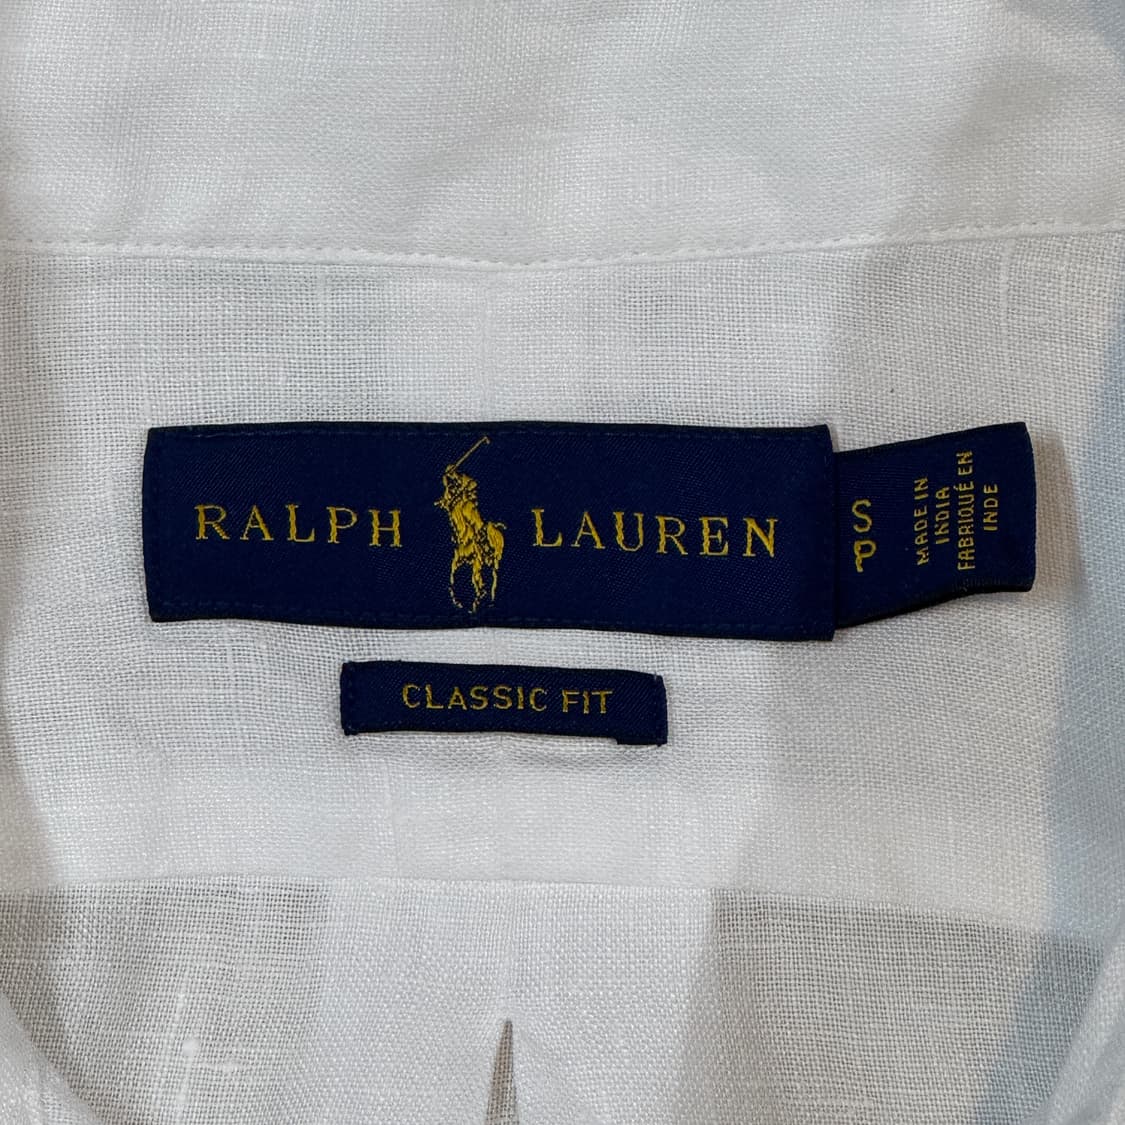 RALPH LAUREN
S
P
MADE IN
INDIA
FABRIQUÉ EN
INDE
CLASSIC FIT